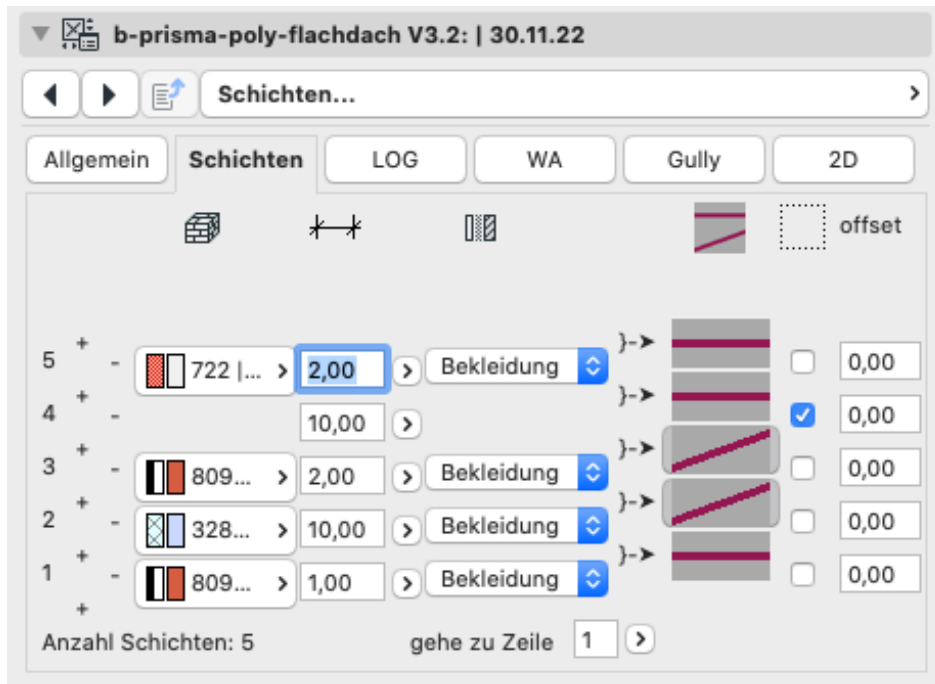 b-prisma-poly-flachdach V3.2: | 30.11.22
Schichten...
Allgemein Schichten LOG WA Gully 2D
offset
5 + - 722 |... 2,00 Bekleidung 0,00
4 + - 10,00 0,00
3 + - 809... 2,00 Bekleidung 0,00
2 + - 328... 10,00 Bekleidung 0,00
1 + - 809... 1,00 Bekleidung 0,00
+
Anzahl Schichten: 5 gehe zu Zeile 1